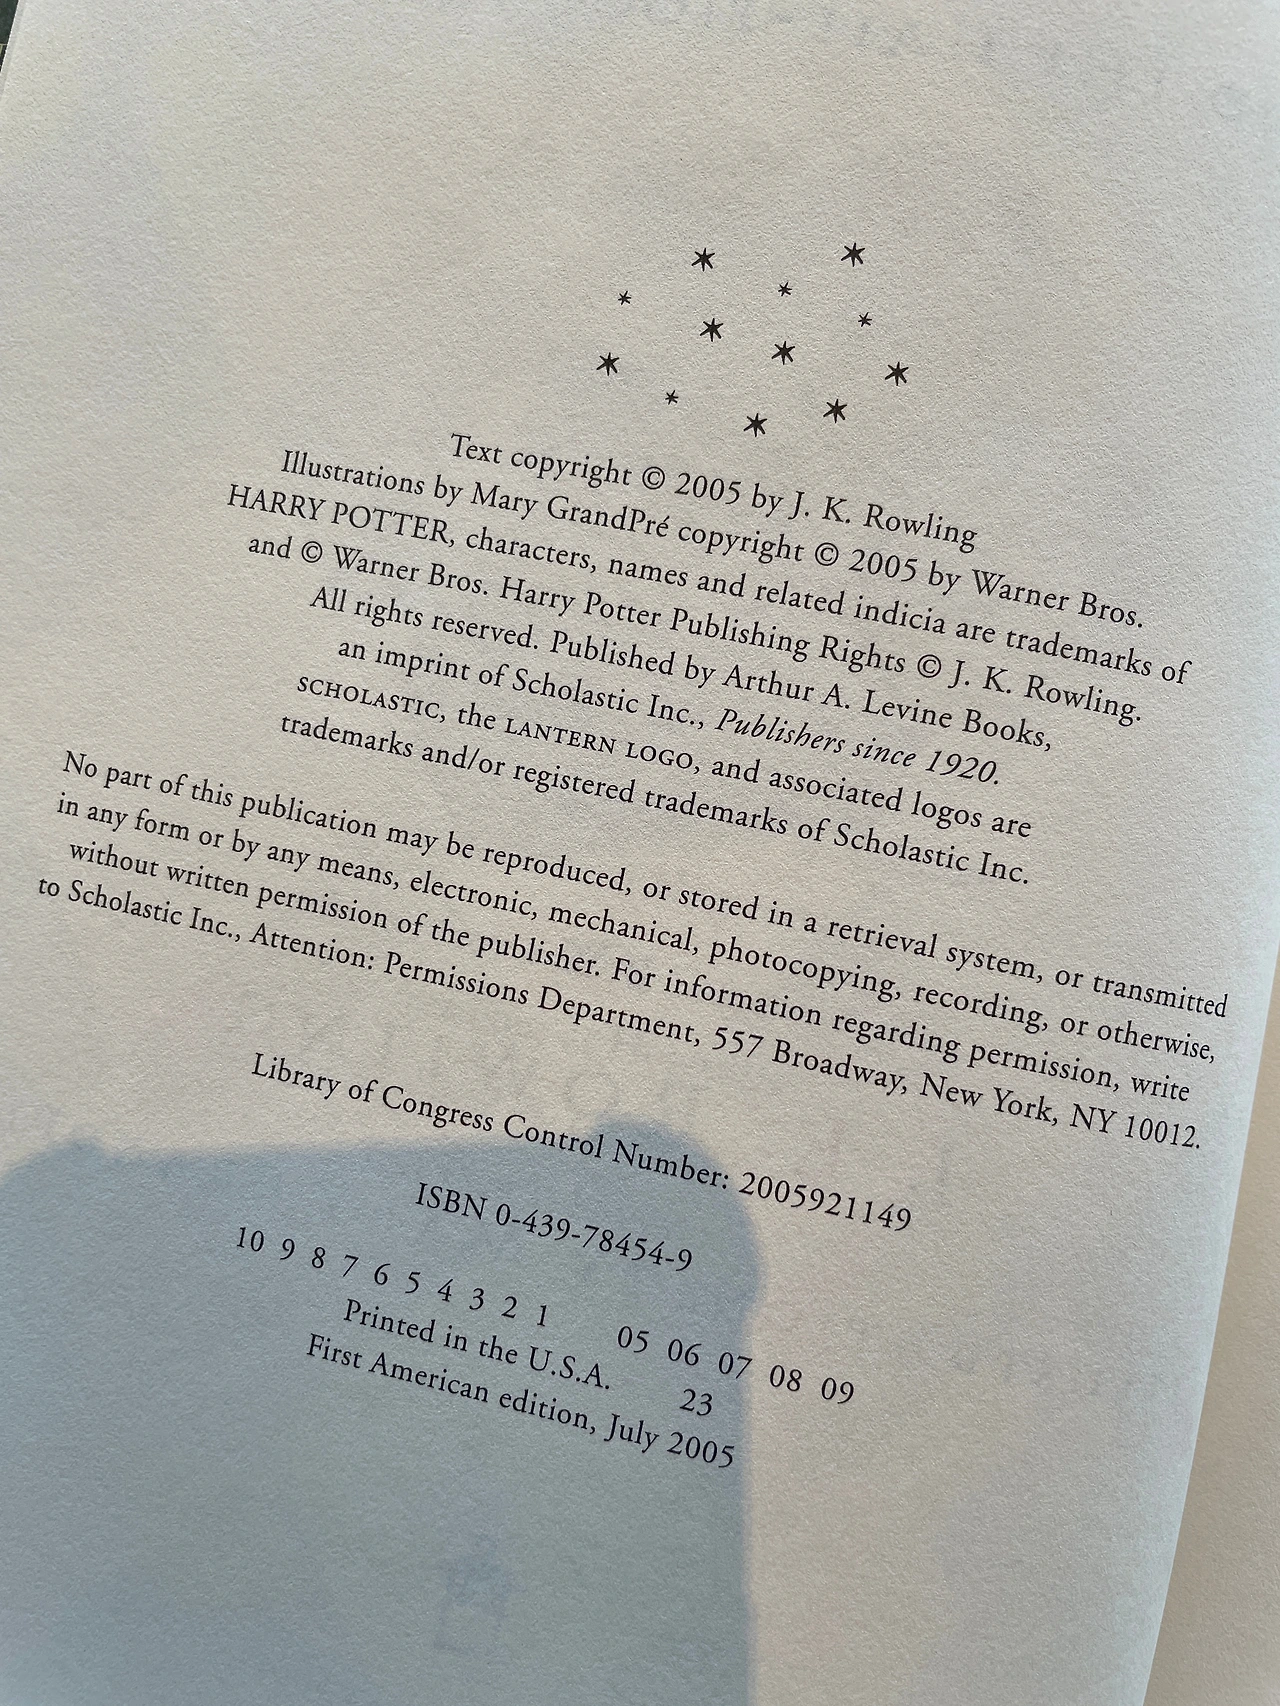 Text copyright © 2005 by J. K. Rowling
Illustrations by Mary GrandPré copyright © 2005 by Warner Bros.
HARRY POTTER, characters, names and related indicia are trademarks of
and © Warner Bros. Harry Potter Publishing Rights © J. K. Rowling.
All rights reserved. Published by Arthur A. Levine Books,
an imprint of Scholastic Inc., Publishers since 1920.
SCHOLASTIC, the LANTERN LOGO, and associated logos are
trademarks and/or registered trademarks of Scholastic Inc.
No part of this publication may be reproduced, or stored in a retrieval system, or transmitted
in any form or by any means, electronic, mechanical, photocopying, recording, or otherwise,
without written permission of the publisher. For information regarding permission, write
to Scholastic Inc., Attention: Permissions Department, 557 Broadway, New York, NY 10012.
Library of Congress Control Number: 2005921149
ISBN 0-439-78454-9
10 9 8 7 6 5 4 3 2 1 05 06 07 08 09
Printed in the U.S.A. 23
First American edition, July 2005